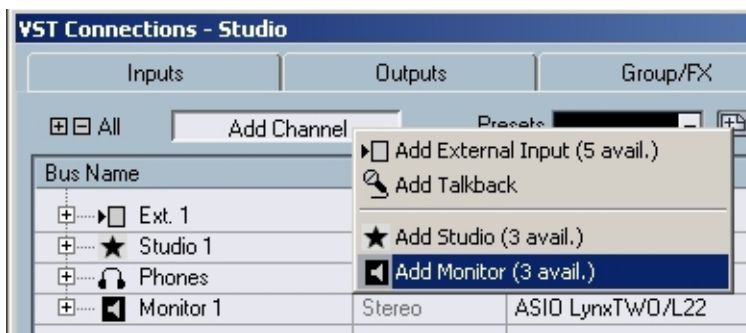 VST Connections - Studio
Inputs Outputs Group/FX
All Add Channel Presets
Add External Input (5 avail.)
Bus Name
Add Talkback
Ext. 1
Studio 1
Add Studio (3 avail.)
Phones
Add Monitor (3 avail.)
Monitor 1 Stereo ASIO LynxTWO/L22